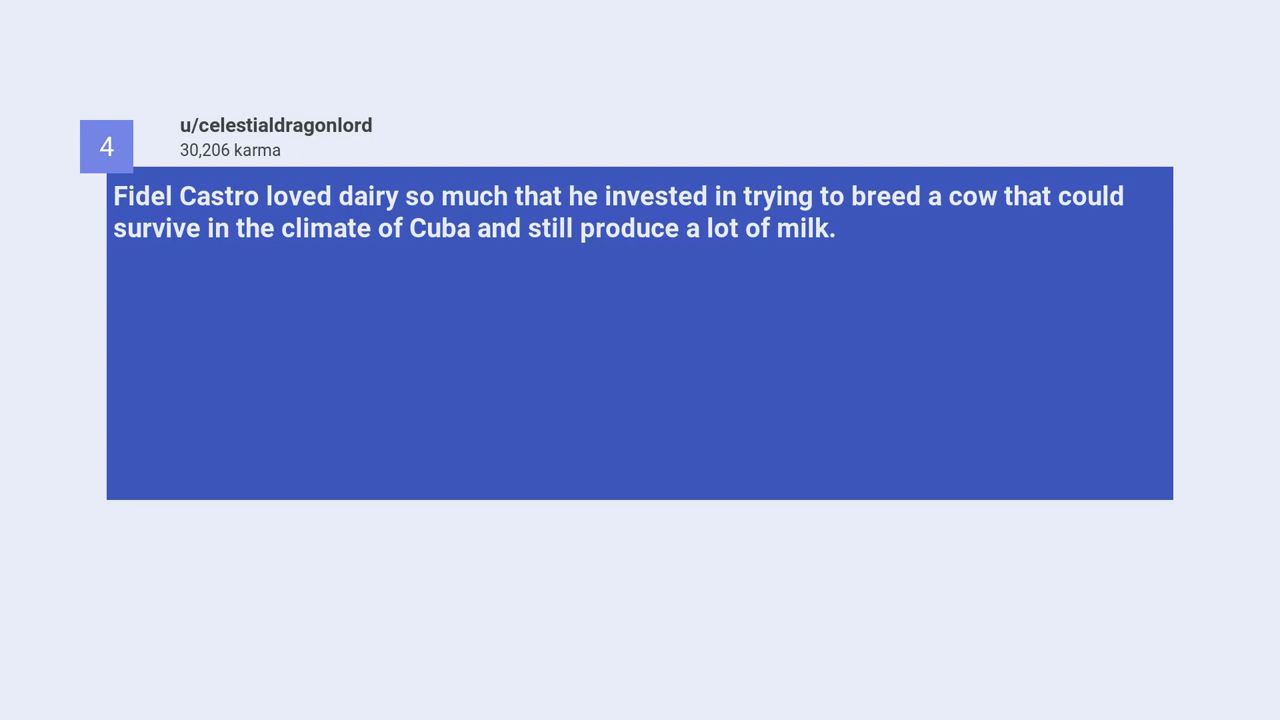 4
u/celestialdragonlord
30,206 karma
Fidel Castro loved dairy so much that he invested in trying to breed a cow that could
survive in the climate of Cuba and still produce a lot of milk.